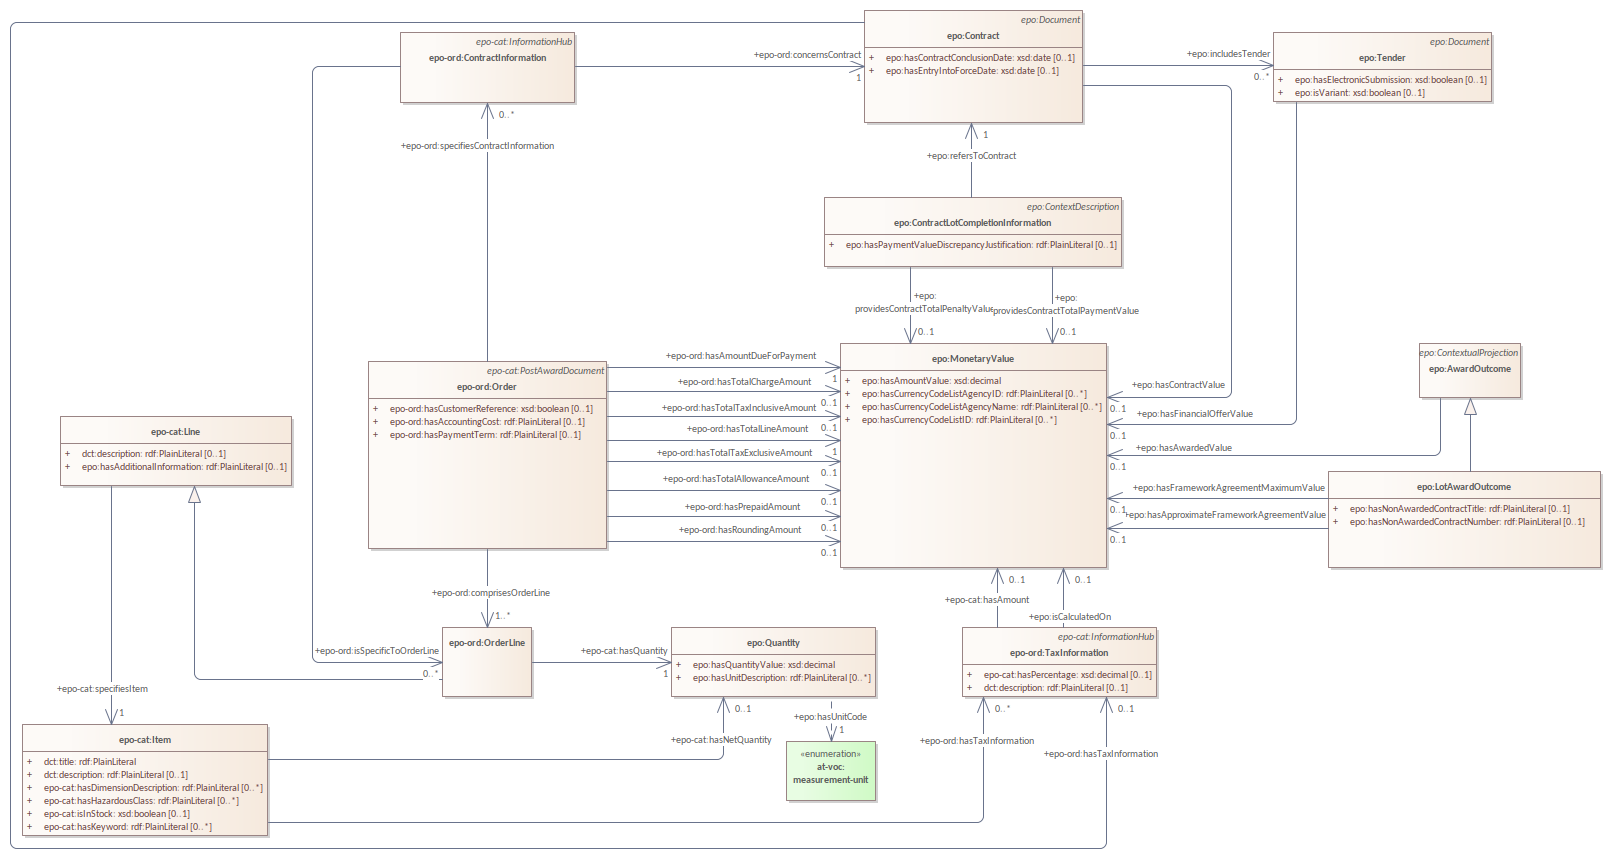 epo:Document
epo:Contract
+ epo:hasContractConclusionDate: xsd:date [0..1]
+ epo:hasEntryIntoForceDate: xsd:date [0..1]
epo-cat:InformationHub
epo-ord:ContractInformation
+epo-ord:concernsContract
1
+epo:includesTender
0..*
epo:Document
epo:Tender
+ epo:hasElectronicSubmission: xsd:boolean [0..1]
+ epo:isVariant: xsd:boolean [0..1]
0..*
+epo-ord:specifiesContractInformation
1
+epo:refersToContract
epo:ContextDescription
epo:ContractLotCompletionInformation
+ epo:hasPaymentValueDiscrepancyJustification: rdf:PlainLiteral [0..1]
+epo:
providesContractTotalPenaltyValue
0..1
+epo:
providesContractTotalPaymentValue
0..1
epo-cat:PostAwardDocument
epo-ord:Order
+ epo-ord:hasCustomerReference: xsd:boolean [0..1]
+ epo-ord:hasAccountingCost: rdf:PlainLiteral [0..1]
+ epo-ord:hasPaymentTerm: rdf:PlainLiteral [0..1]
+epo-ord:hasAmountDueForPayment
1
+epo-ord:hasTotalChargeAmount
0..1
+epo-ord:hasTotalTaxInclusiveAmount
0..1
+epo-ord:hasTotalLineAmount
1
+epo-ord:hasTotalTaxExclusiveAmount
0..1
+epo-ord:hasTotalAllowanceAmount
0..1
+epo-ord:hasPrepaidAmount
0..1
+epo-ord:hasRoundingAmount
0..1
epo:MonetaryValue
+ epo:hasAmountValue: xsd:decimal
+ epo:hasCurrencyCodeListAgencyID: rdf:PlainLiteral [0..*]
+ epo:hasCurrencyCodeListAgencyName: rdf:PlainLiteral [0..*]
+ epo:hasCurrencyCodeListID: rdf:PlainLiteral [0..*]
+epo:hasContractValue
0..1
+epo:hasFinancialOfferValue
0..1
+epo:hasAwardedValue
0..1
+epo:hasFrameworkAgreementMaximumValue
0..1
+epo:hasApproximateFrameworkAgreementValue
0..1
epo:ContextualProjection
epo:AwardOutcome
epo:LotAwardOutcome
+ epo:hasNonAwardedContractTitle: rdf:PlainLiteral [0..1]
+ epo:hasNonAwardedContractNumber: rdf:PlainLiteral [0..1]
epo-cat:Line
+ dct:description: rdf:PlainLiteral [0..1]
+ epo:hasAdditionalInformation: rdf:PlainLiteral [0..1]
+epo-ord:comprisesOrderLine
1..*
epo-ord:OrderLine
+epo-ord:isSpecificToOrderLine
0..*
+epo-cat:hasQuantity
1
epo:Quantity
+ epo:hasQuantityValue: xsd:decimal
+ epo:hasUnitDescription: rdf:PlainLiteral [0..*]
0..1
+epo-cat:hasAmount
0..1
+epo:isCalculatedOn
epo-cat:InformationHub
epo-ord:TaxInformation
+ epo-cat:hasPercentage: xsd:decimal [0..1]
+ dct:description: rdf:PlainLiteral [0..1]
+epo-cat:specifiesItem
1
0..1
+epo-cat:hasNetQuantity
+epo:hasUnitCode
1
«enumeration»
at-voc:
measurement-unit
0..*
+epo-ord:hasTaxInformation
0..1
+epo-ord:hasTaxInformation
epo-cat:Item
+ dct:title: rdf:PlainLiteral
+ dct:description: rdf:PlainLiteral [0..1]
+ epo-cat:hasDimensionDescription: rdf:PlainLiteral [0..*]
+ epo-cat:hasHazardousClass: rdf:PlainLiteral [0..*]
+ epo-cat:isInStock: xsd:boolean [0..1]
+ epo-cat:hasKeyword: rdf:PlainLiteral [0..*]